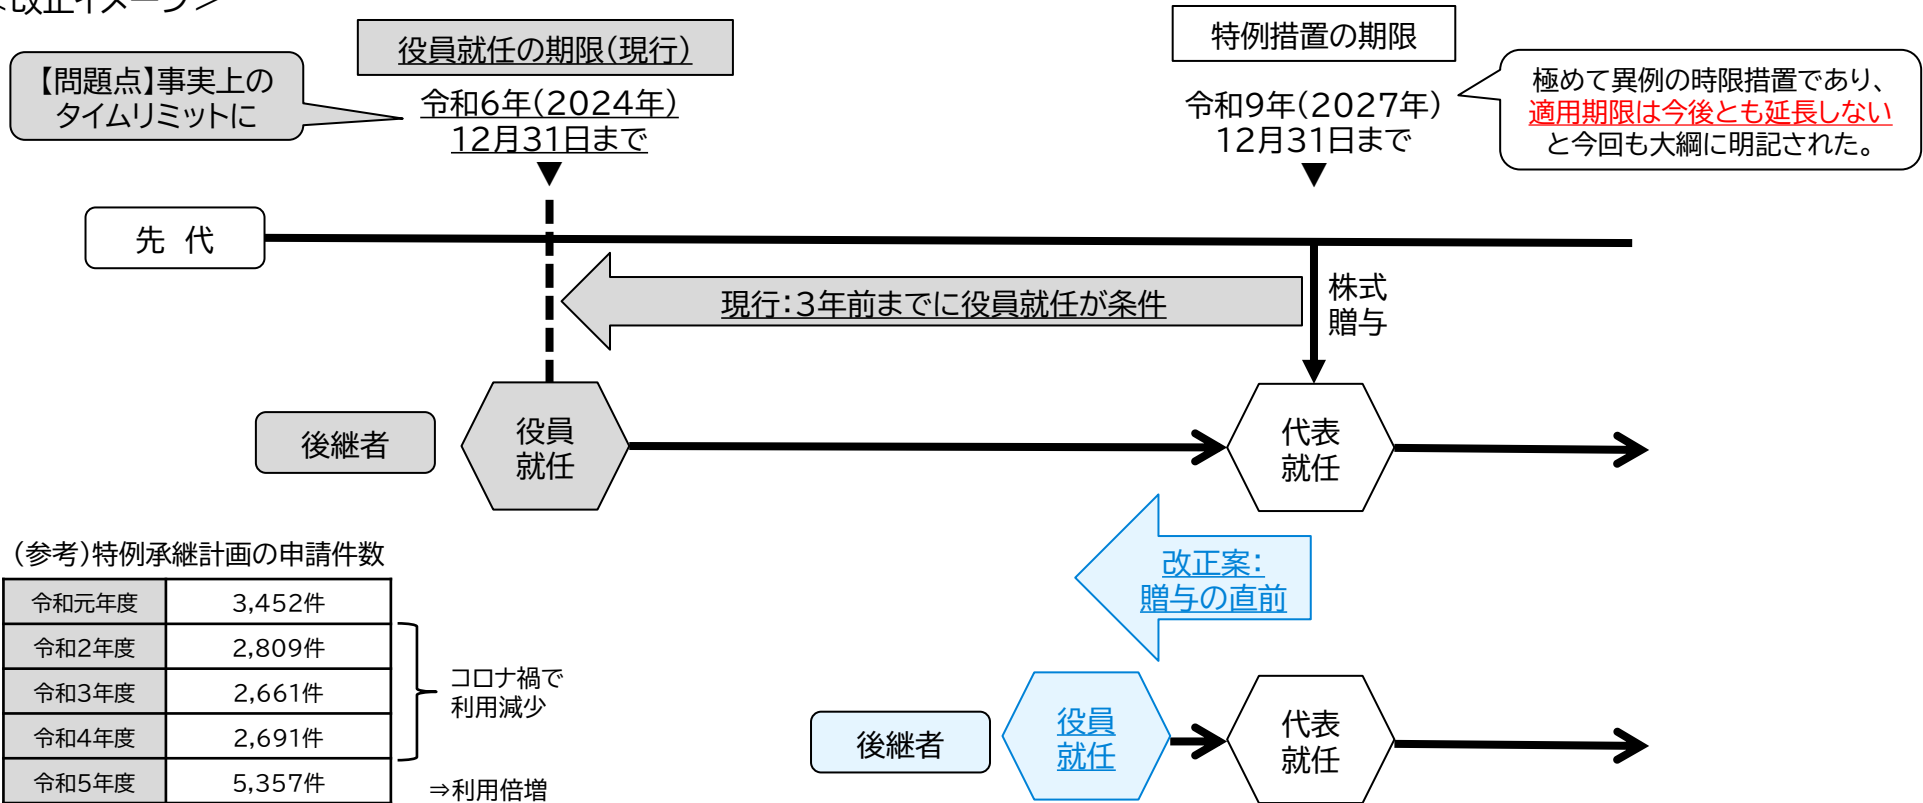 <改正イメージ>
役員就任の期限(現行)
特例措置の期限
【問題点】事実上の
タイムリミットに
令和6年(2024年)
12月31日まで
令和9年(2027年)
12月31日まで
極めて異例の時限措置であり、
適用期限は今後とも延長しない
と今回も大綱に明記された。
先 代
現行:3年前までに役員就任が条件
株式
贈与
後継者
役員
就任
代表
就任
改正案:
贈与の直前
後継者
役員
就任
代表
就任
(参考)特例承継計画の申請件数
令和元年度 3,452件
令和2年度 2,809件
令和3年度 2,661件
令和4年度 2,691件
令和5年度 5,357件
コロナ禍で
利用減少
⇒利用倍増